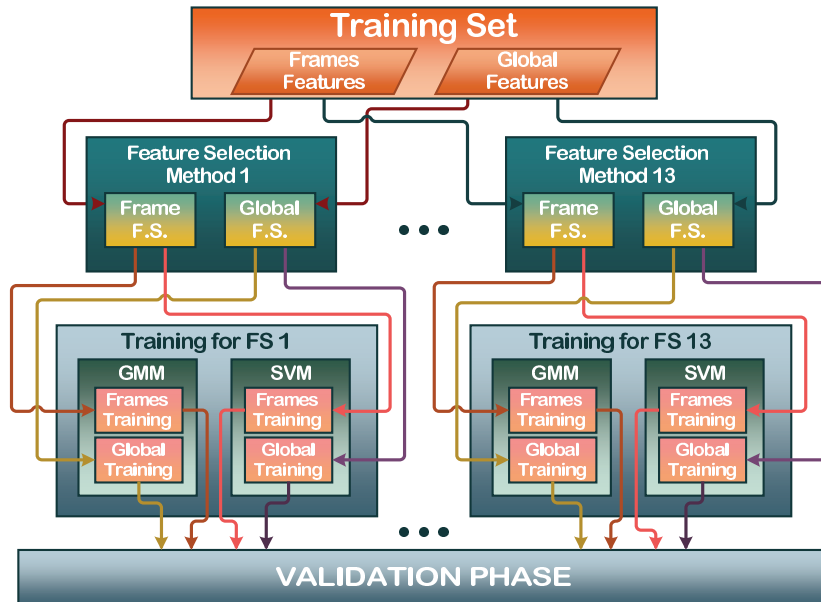 Training Set
Frames
Features
Global
Features
Feature Selection
Method 1
Frame
F.S.
Global
F.S.
Feature Selection
Method 13
Frame
F.S.
Global
F.S.
Training for FS 1
GMM
Frames
Training
Global
Training
SVM
Frames
Training
Global
Training
Training for FS 13
GMM
Frames
Training
Global
Training
SVM
Frames
Training
Global
Training
VALIDATION PHASE